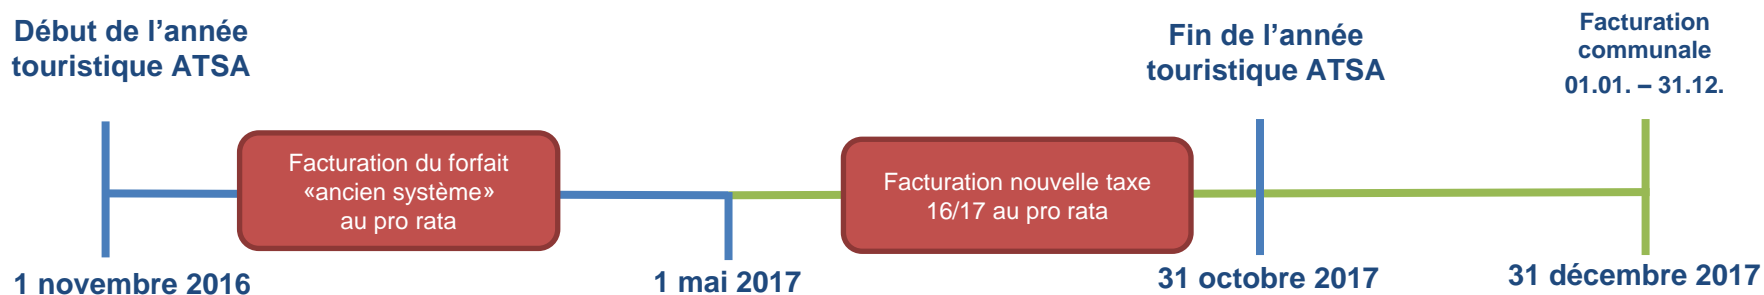 Début de l'année
touristique ATSA
Fin de l'année
touristique ATSA
Facturation
communale
01.01. – 31.12.
Facturation du forfait
«ancien système»
au pro rata
Facturation nouvelle taxe
16/17 au pro rata
1 novembre 2016
1 mai 2017
31 octobre 2017
31 décembre 2017